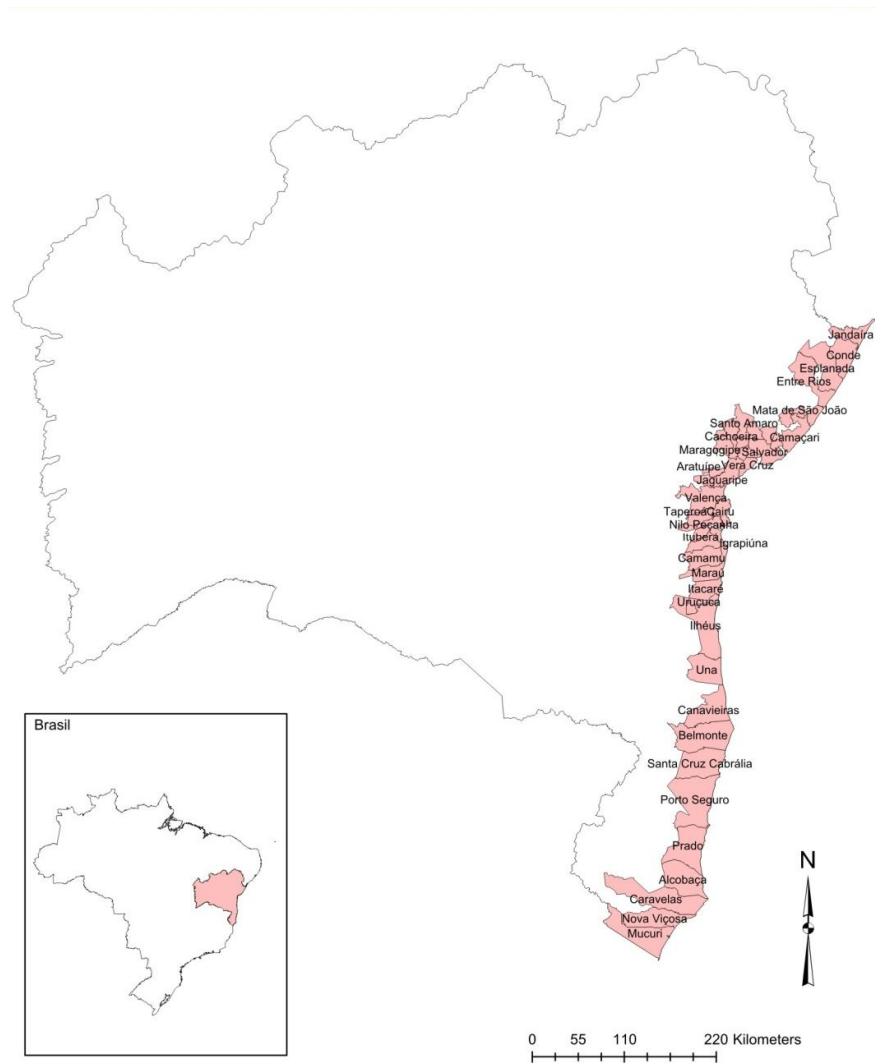 Jandaíra
Conde
Esplanada
Entre Rios
Mata de São João
Santo Amaro
Cachoeira
Camaçari
Maragogipe
Salvador
Aratuípe
Vera Cruz
Jaguaripe
Valença
Taperoá
Cairu
Nilo Peçanha
Ituberá
Igrapiúna
Camamu
Maraú
Itacaré
Uruçuca
Ilhéus
Una
Canavieiras
Belmonte
Santa Cruz Cabrália
Porto Seguro
Prado
Alcobaça
Caravelas
Nova Viçosa
Mucuri
Brasil
N
0 55 110 220 Kilometers